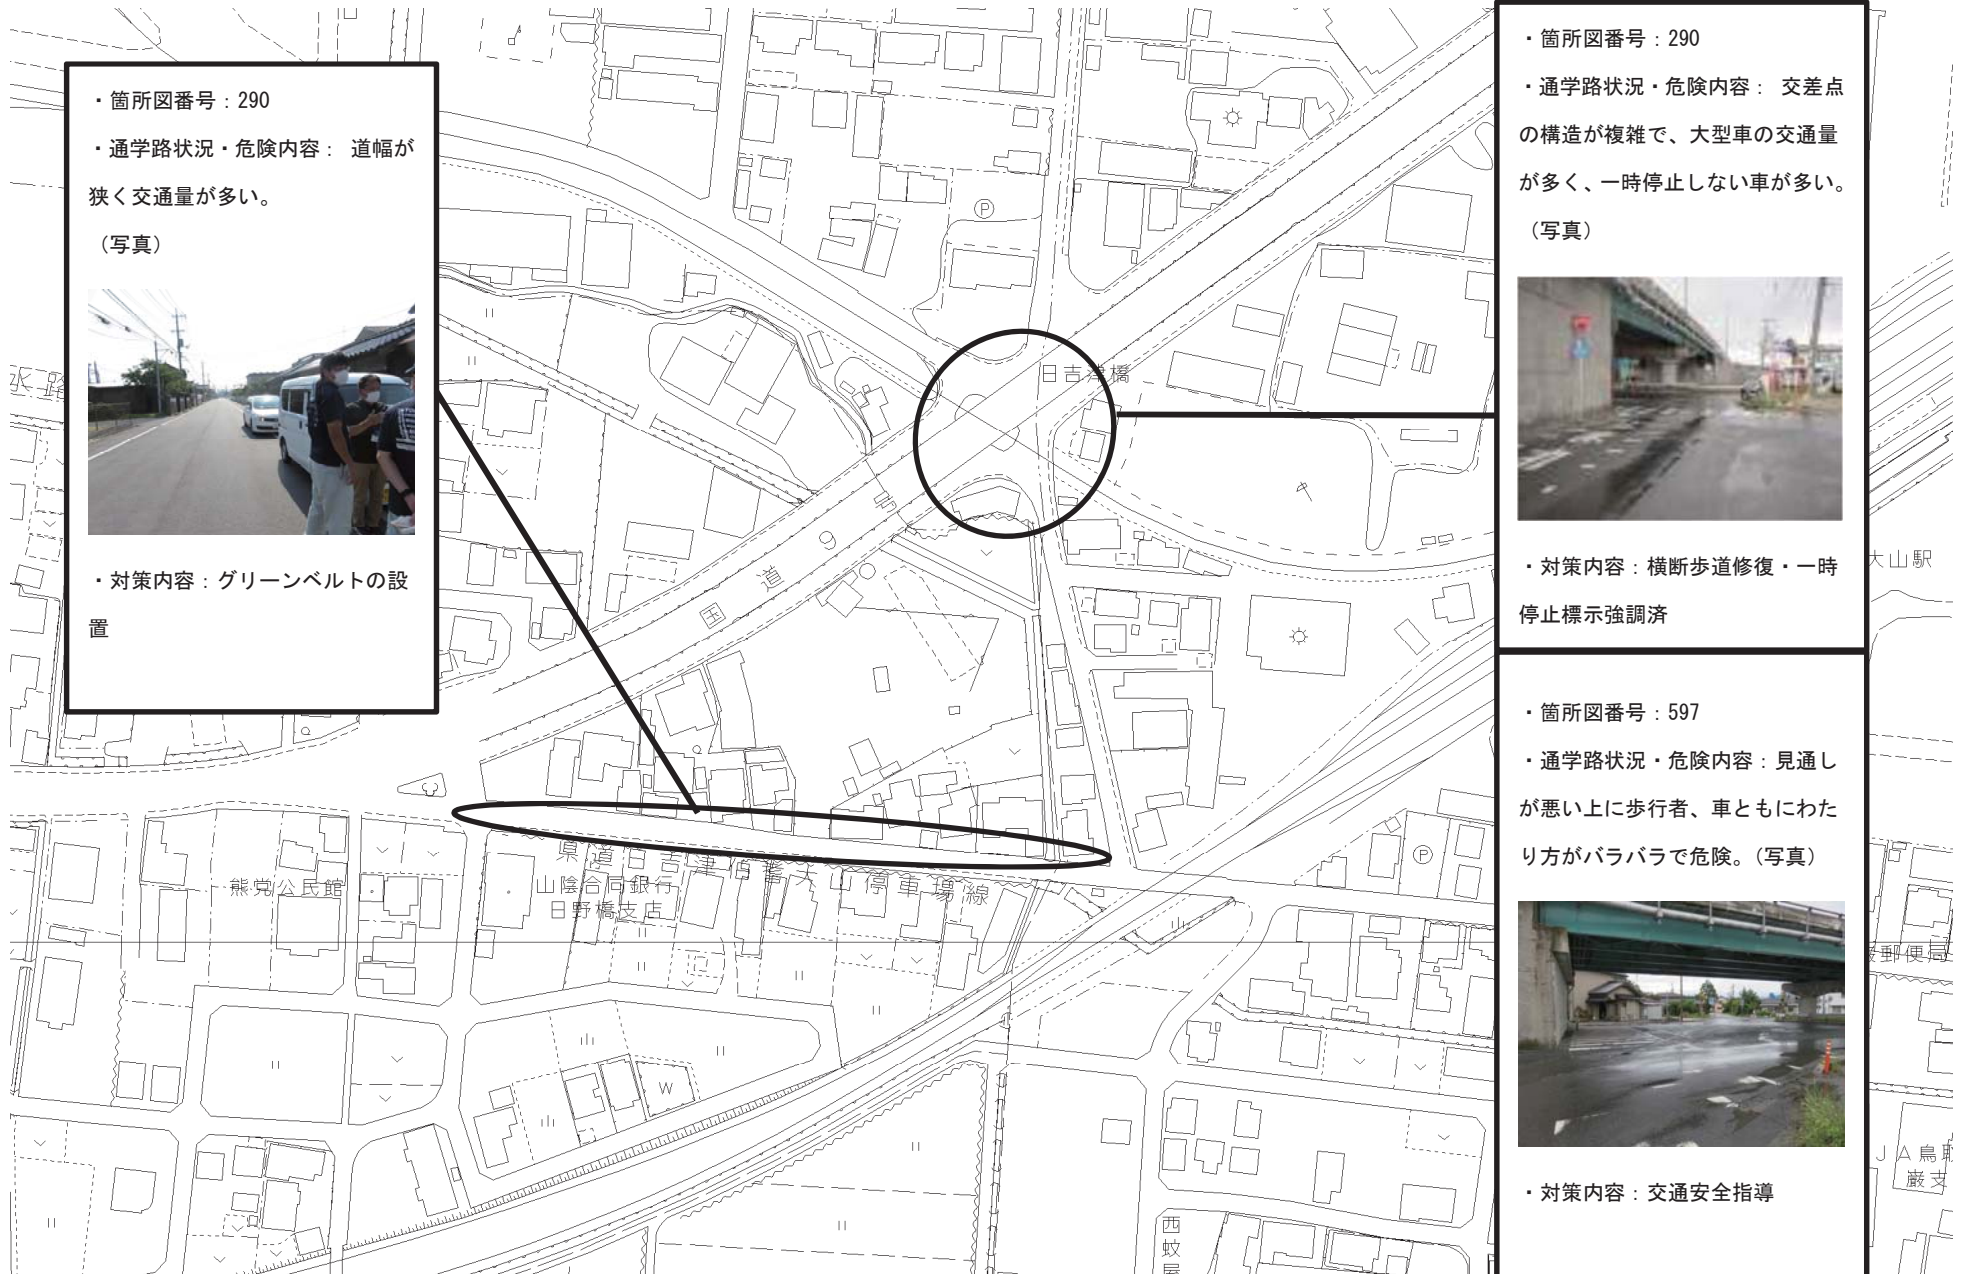 ・箇所図番号：290
・通学路状況・危険内容： 道幅が
狭く交通量が多い。
（写真）
・対策内容：グリーンベルトの設
置
・箇所図番号：290
・通学路状況・危険内容： 交差点
の構造が複雑で、大型車の交通量
が多く、一時停止しない車が多い。
（写真）
・対策内容：横断歩道修復・一時
停止標示強調済
・箇所図番号：597
・通学路状況・危険内容：見通し
が悪い上に歩行者、車ともにわた
り方がバラバラで危険。（写真）
・対策内容：交通安全指導
P
日吉津橋
水路
国道9
大山駅
県道日吉津伯耆大山停車場線
熊党公民館
山陰合同銀行
日野橋支店
P
郵便局
W
JA鳥取
巌支
西蚊屋